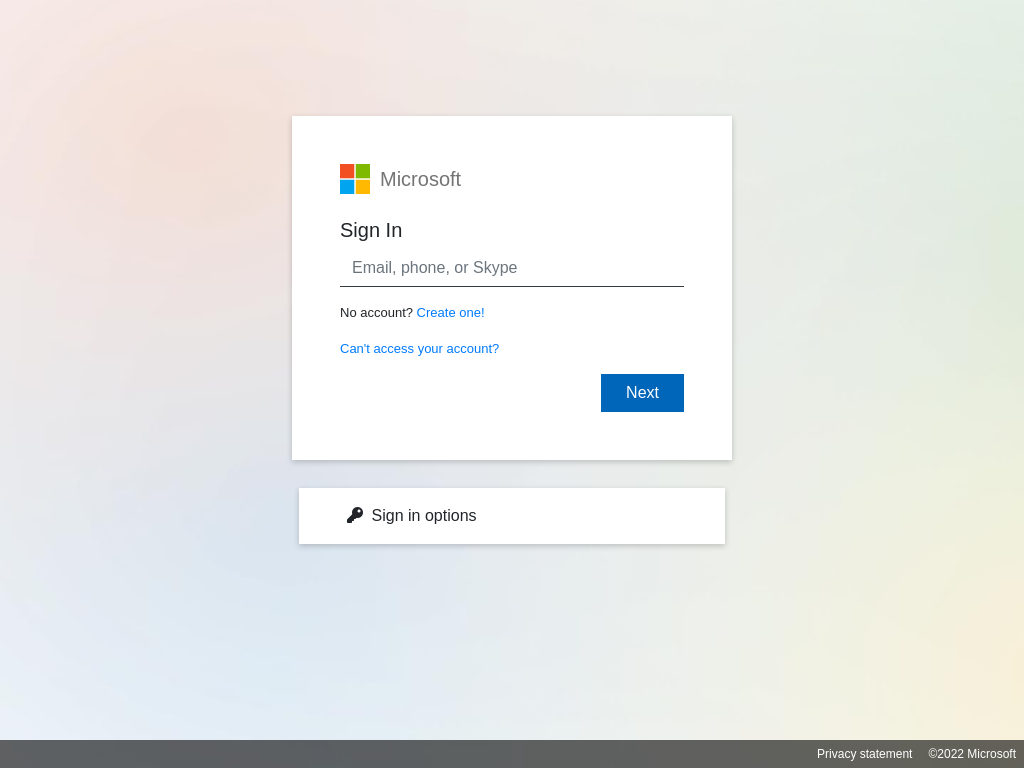 Microsoft
Sign In
Email, phone, or Skype
No account? Create one!
Can't access your account?
Next
Sign in options
Privacy statement ©2022 Microsoft